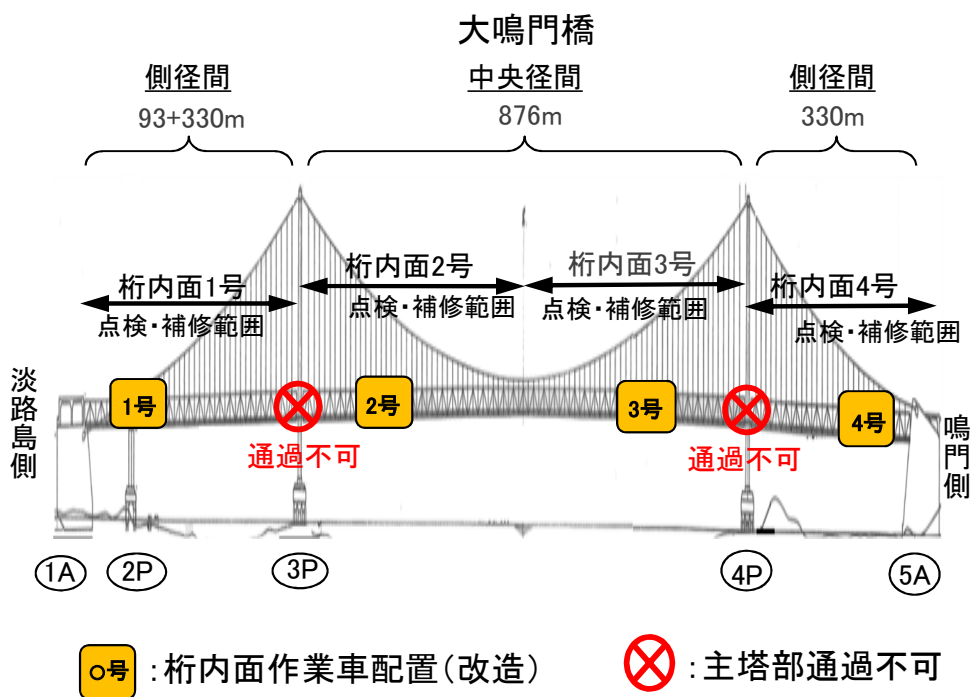 大鳴門橋
側径間
93+330m
中央径間
876m
側径間
330m
桁内面1号
点検・補修範囲
桁内面2号
点検・補修範囲
桁内面3号
点検・補修範囲
桁内面4号
点検・補修範囲
淡路島側
1号
2号
3号
4号
鳴門側
通過不可
通過不可
1A
2P
3P
4P
5A
○号
:桁内面作業車配置(改造)
:主塔部通過不可